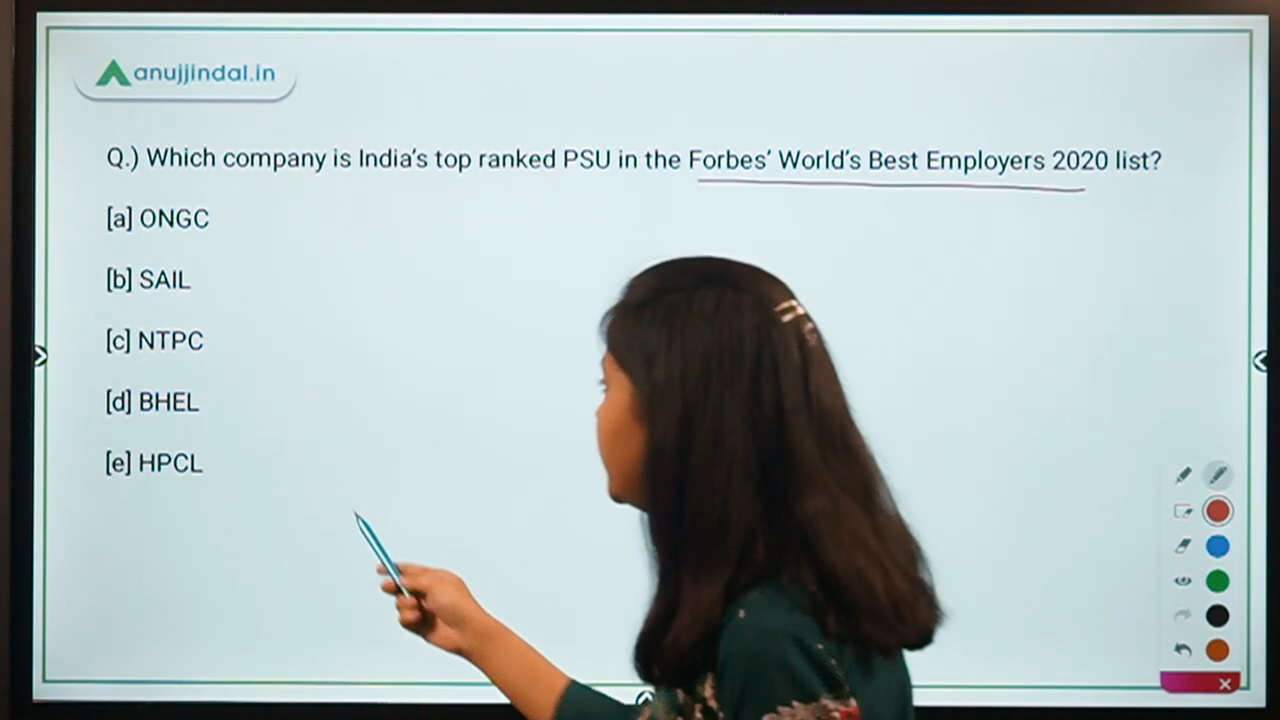 anujjindal.in
Q.) Which company is India's top ranked PSU in the Forbes' World's Best Employers 2020 list?
[a] ONGC
[b] SAIL
[c] NTPC
[d] BHEL
[e] HPCL